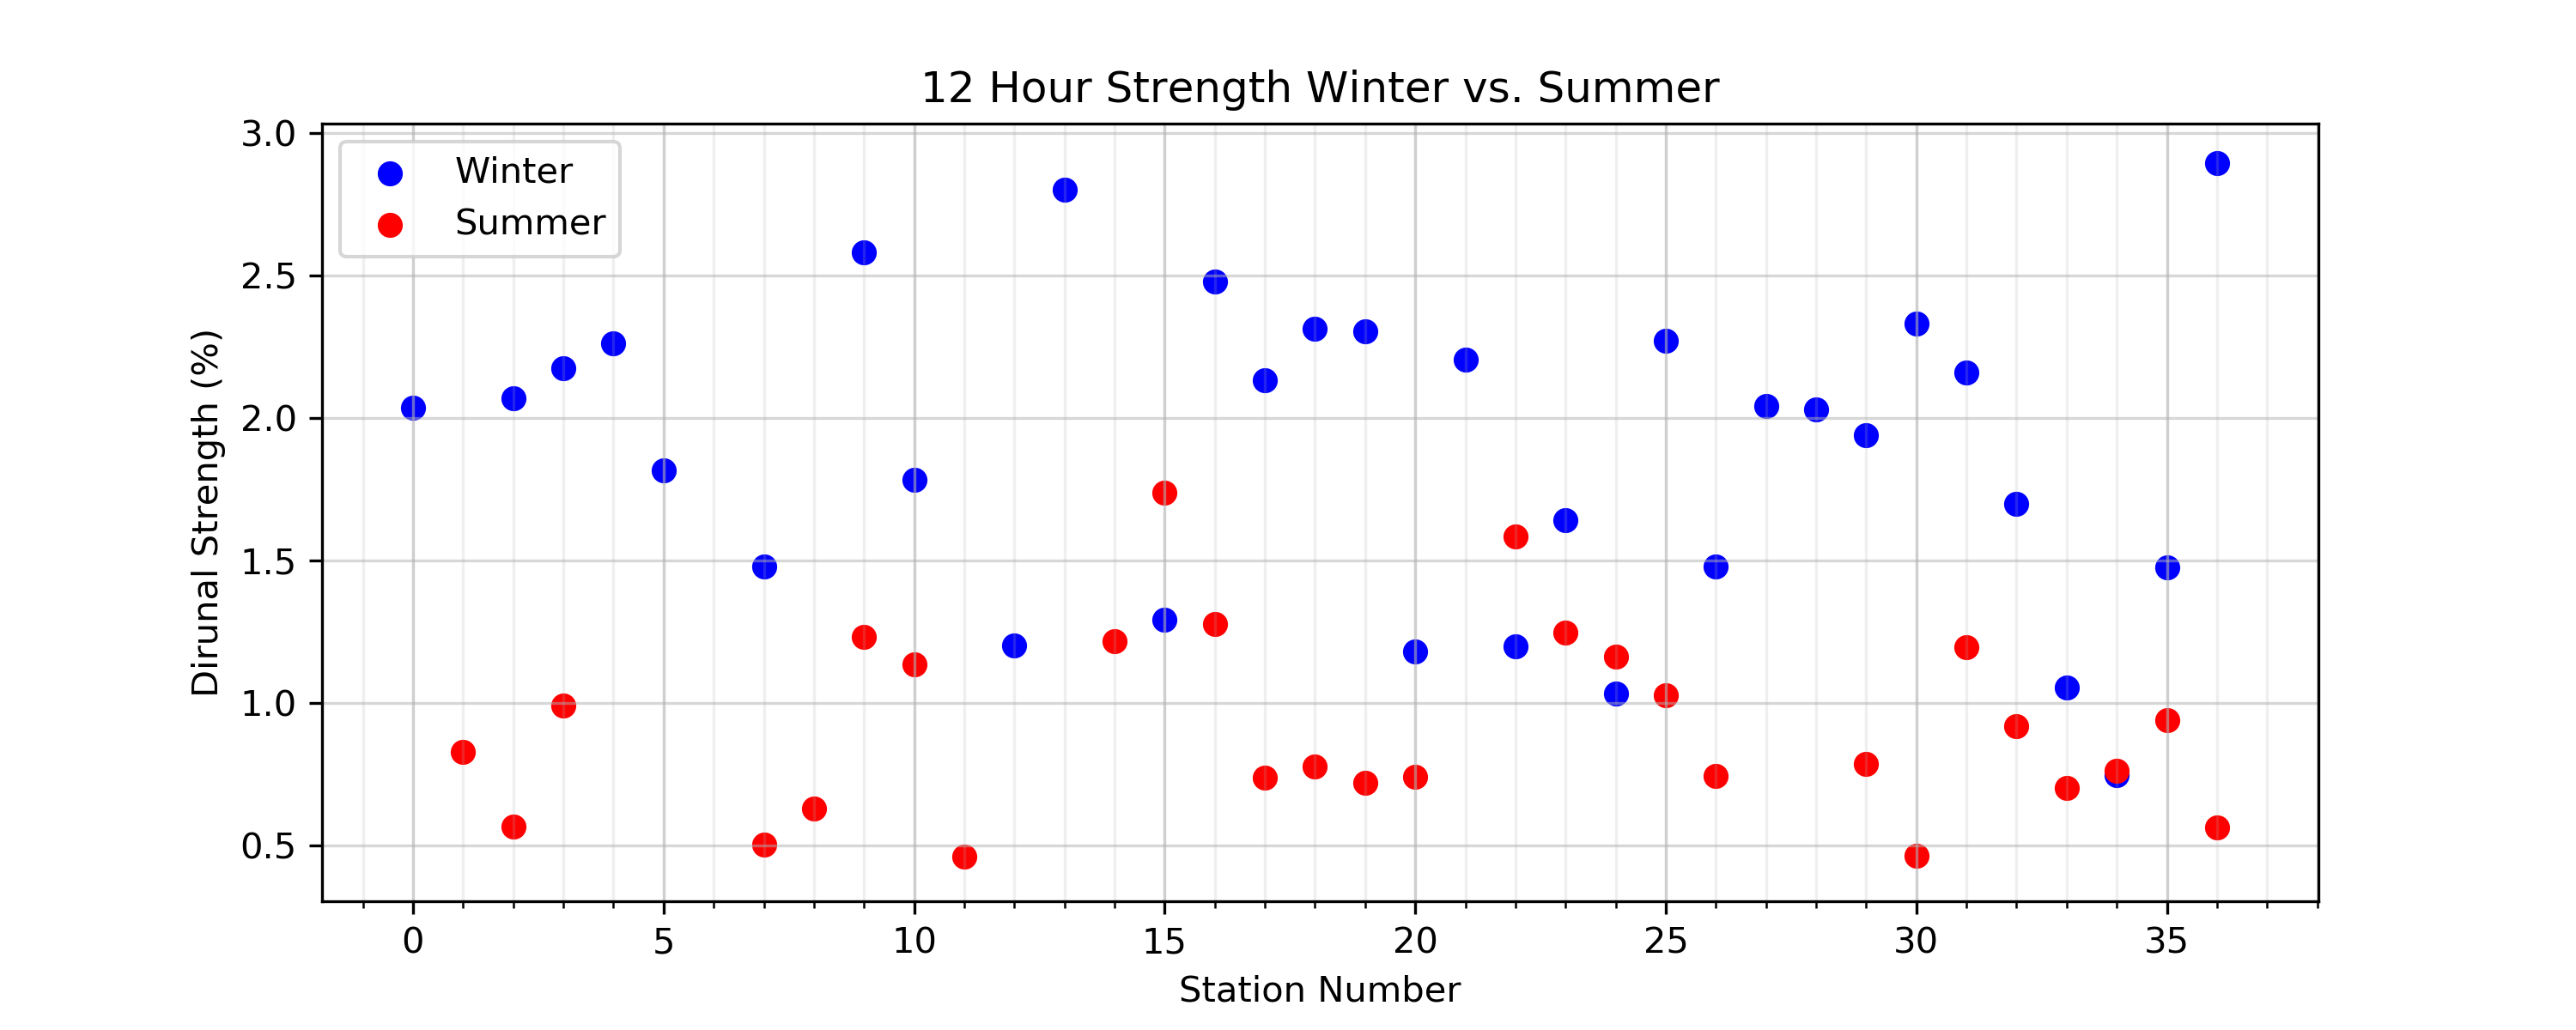 12 Hour Strength Winter vs. Summer
3.0
2.5
2.0
1.5
1.0
0.5
Winter
Summer
Dirunal Strength (%)
0 5 10 15 20 25 30 35
Station Number